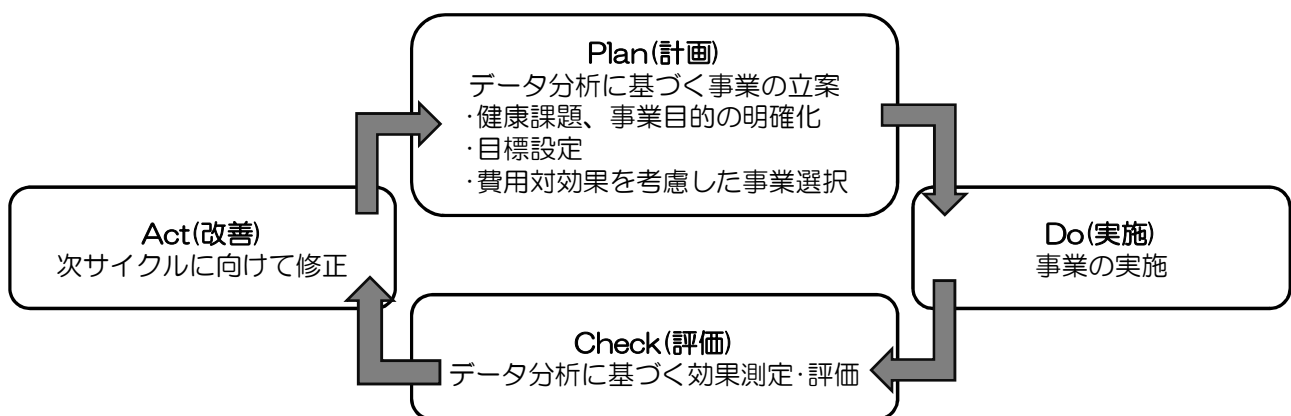 Plan(計画)
データ分析に基づく事業の立案
・健康課題、事業目的の明確化
・目標設定
・費用対効果を考慮した事業選択
Act(改善)
次サイクルに向けて修正
Do(実施)
事業の実施
Check(評価)
データ分析に基づく効果測定・評価